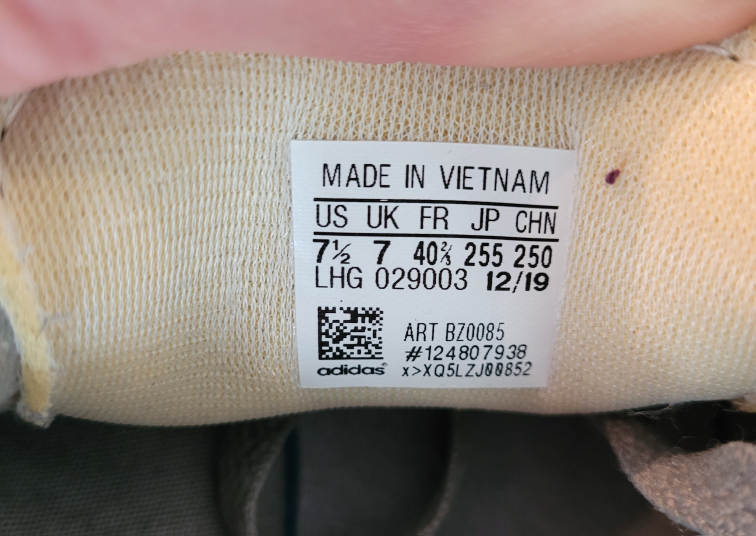 MADE IN VIETNAM
US UK FR JP CHN
7½ 7 40⅔ 255 250
LHG 029003 12/19
ART BZ0085
#124807938
adidas x>XQ5LZJ00852